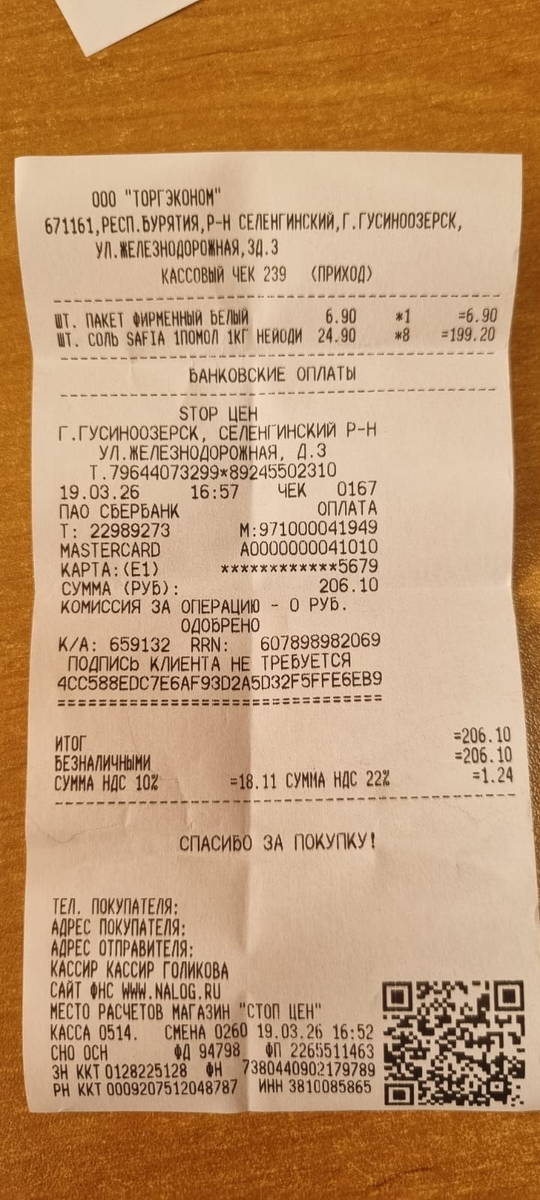 ООО "ТОРГЭКОНОМ"
671161,РЕСП.БУРЯТИЯ,Р-Н СЕЛЕНГИНСКИЙ,Г.ГУСИНООЗЕРСК,
УЛ.ЖЕЛЕЗНОДОРОЖНАЯ,ЗД.3
КАССОВЫЙ ЧЕК 239 (ПРИХОД)
ШТ. ПАКЕТ ФИРМЕННЫЙ БЕЛЫЙ 6.90 *1 =6.90
ШТ. СОЛЬ SAFIA 1ПОМОЛ 1КГ НЕЙОДИ 24.90 *8 =199.20
БАНКОВСКИЕ ОПЛАТЫ
STOP ЦЕН
Г.ГУСИНООЗЕРСК, СЕЛЕНГИНСКИЙ Р-Н
УЛ.ЖЕЛЕЗНОДОРОЖНАЯ, Д.3
Т.79644073299*89245502310
19.03.26 16:57 ЧЕК 0167
ПАО СБЕРБАНК ОПЛАТА
Т: 22989273 М:971000041949
MASTERCARD A0000000041010
КАРТА:(E1) ************5679
СУММА (РУБ): 206.10
КОМИССИЯ ЗА ОПЕРАЦИЮ - 0 РУБ.
ОДОБРЕНО
К/А: 659132 RRN: 607898982069
ПОДПИСЬ КЛИЕНТА НЕ ТРЕБУЕТСЯ
4CC588EDC7E6AF93D2A5D32F5FFE6EB9
================================
ИТОГ =206.10
БЕЗНАЛИЧНЫМИ =206.10
СУММА НДС 10% =18.11 СУММА НДС 22% =1.24
СПАСИБО ЗА ПОКУПКУ!
ТЕЛ. ПОКУПАТЕЛЯ:
АДРЕС ПОКУПАТЕЛЯ:
АДРЕС ОТПРАВИТЕЛЯ:
КАССИР КАССИР ГОЛИКОВА
САЙТ ФНС WWW.NALOG.RU
МЕСТО РАСЧЕТОВ МАГАЗИН "СТОП ЦЕН"
КАССА 0514. СМЕНА 0260 19.03.26 16:52
СНО ОСН ФД 94798 ФП 2265511463
ЗН ККТ 0128225128 ФН 7380440902179789
РН ККТ 0009207512048787 ИНН 3810085865